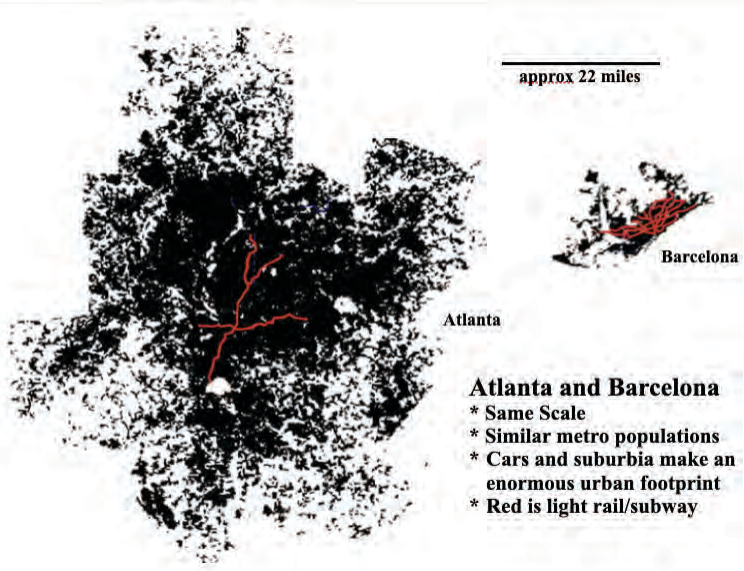 approx 22 miles
Barcelona
Atlanta
Atlanta and Barcelona
* Same Scale
* Similar metro populations
* Cars and suburbia make an
enormous urban footprint
* Red is light rail/subway